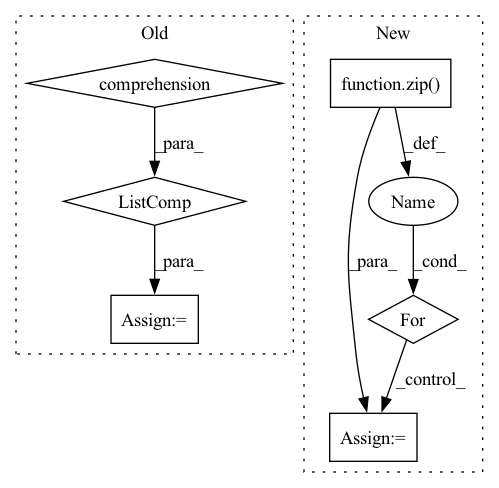 Old
comprehension
_para_
ListComp
_para_
Assign:=
New
function.zip()
_def_
Name
_para_
_cond_
For
_control_
Assign:=